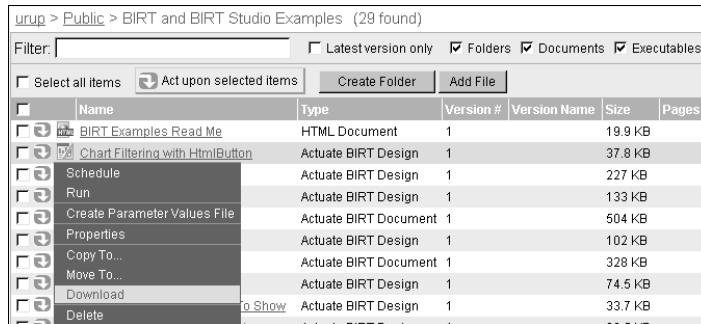 urup > Public > BIRT and BIRT Studio Examples (29 found)
Filter: Latest version only Folders Documents Executables
Select all items Act upon selected items Create Folder Add File
Name Type Version # Version Name Size Pages
BIRT Examples Read Me HTML Document 1 19.9 KB
Chart Filtering with HtmlButton Actuate BIRT Design 1 37.8 KB
Schedule Actuate BIRT Design 1 227 KB
Run Actuate BIRT Design 1 133 KB
Create Parameter Values File Actuate BIRT Document 1 504 KB
Properties Actuate BIRT Design 1 102 KB
Copy To... Actuate BIRT Document 1 328 KB
Move To... Actuate BIRT Design 1 74.5 KB
Download
To Show Actuate BIRT Design 1 33.7 KB
Delete